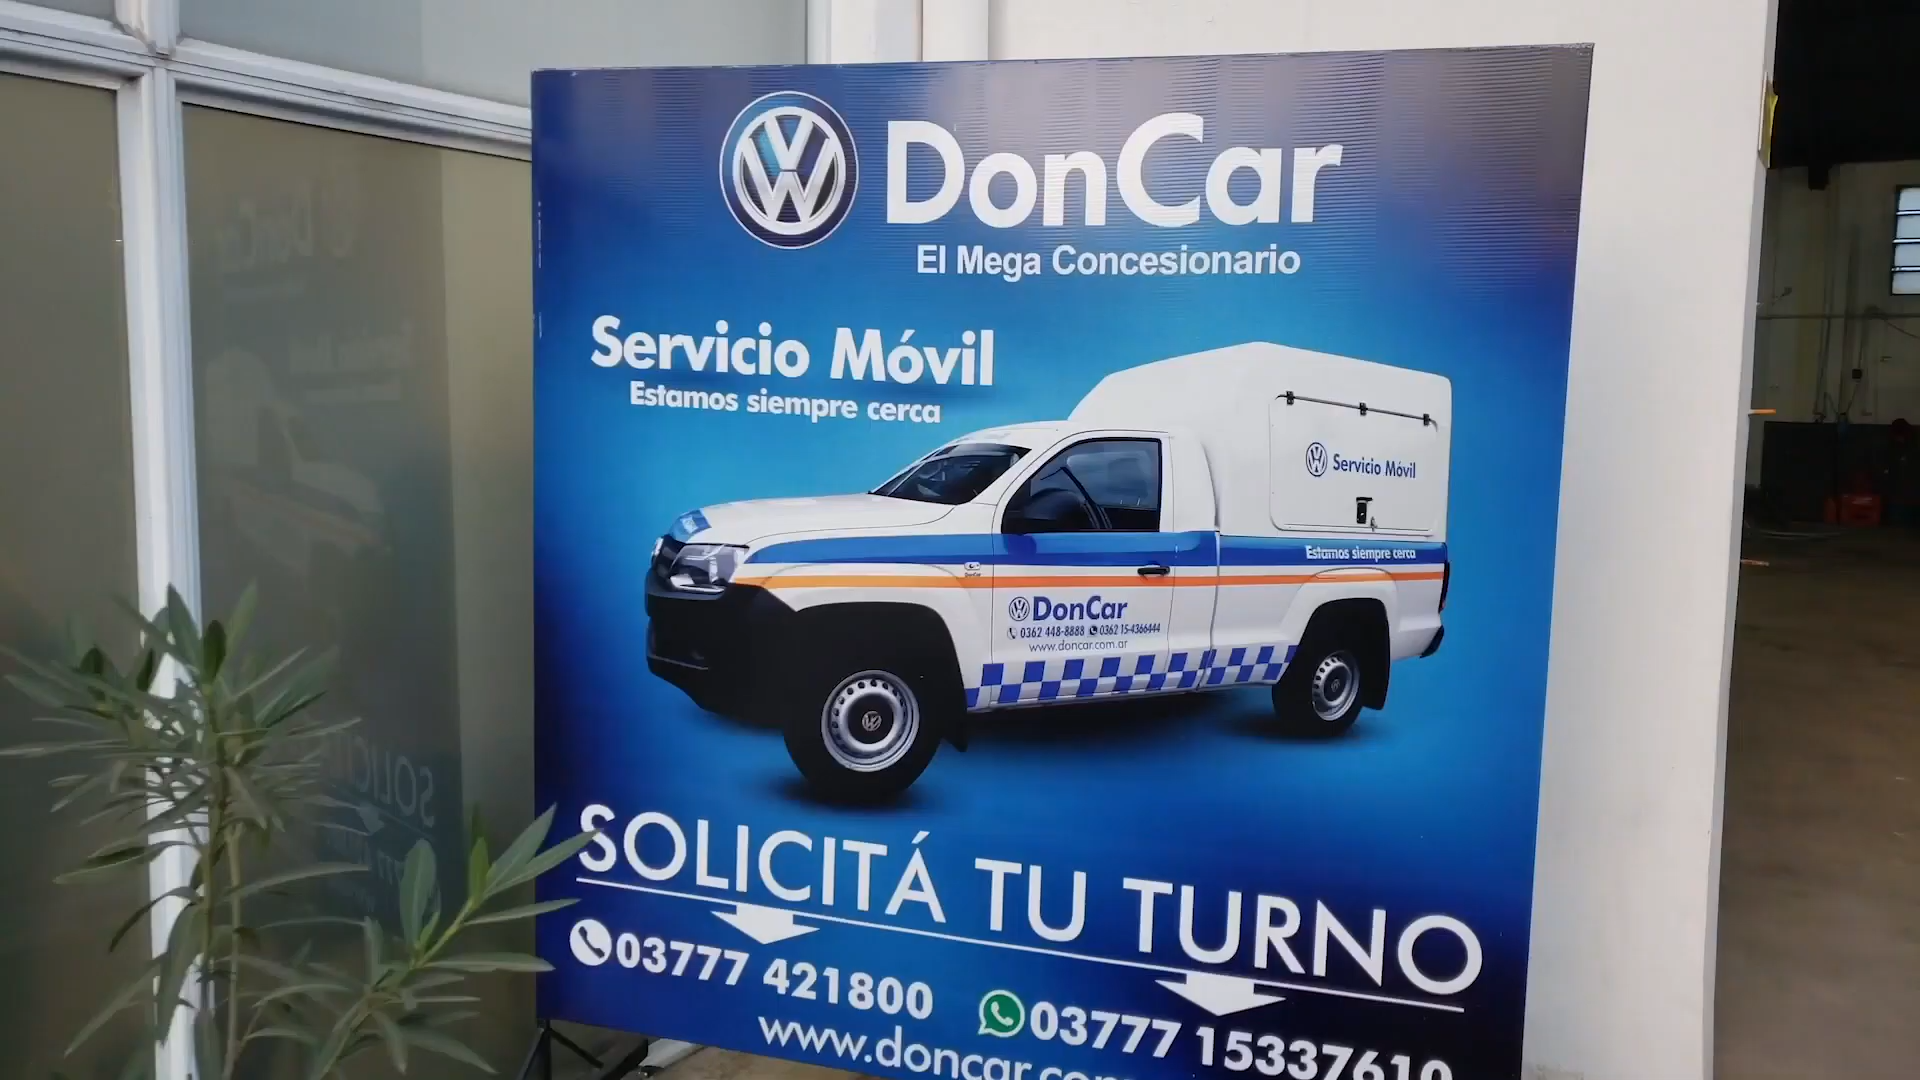 DonCar
El Mega Concesionario
Servicio Móvil
Estamos siempre cerca
Servicio Móvil
Estamos siempre cerca
DonCar
0362 448-8888 0362 15-4366444
www.doncar.com.ar
SOLICITÁ TU TURNO
03777 421800
03777 15337610
www.doncar.com